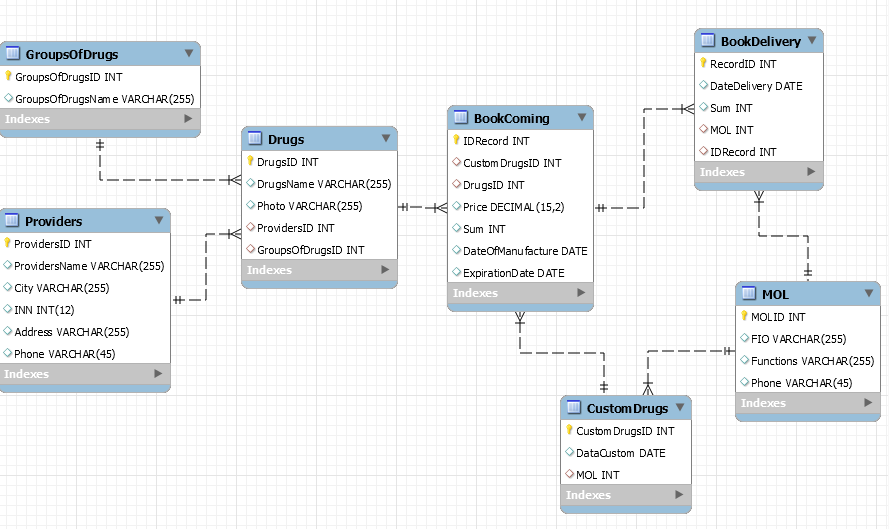 GroupsOfDrugs
GroupsOfDrugsID INT
GroupsOfDrugsName VARCHAR(255)
Indexes
Providers
ProvidersID INT
ProvidersName VARCHAR(255)
City VARCHAR(255)
INN INT(12)
Address VARCHAR(255)
Phone VARCHAR(45)
Indexes
Drugs
DrugsID INT
DrugsName VARCHAR(255)
Photo VARCHAR(255)
ProvidersID INT
GroupsOfDrugsID INT
Indexes
BookComing
IDRecord INT
CustomDrugsID INT
DrugsID INT
Price DECIMAL(15,2)
Sum INT
DateOfManufacture DATE
ExpirationDate DATE
Indexes
BookDelivery
RecordID INT
DateDelivery DATE
Sum INT
MOL INT
IDRecord INT
Indexes
MOL
MOLID INT
FIO VARCHAR(255)
Functions VARCHAR(255)
Phone VARCHAR(45)
Indexes
CustomDrugs
CustomDrugsID INT
DataCustom DATE
MOL INT
Indexes